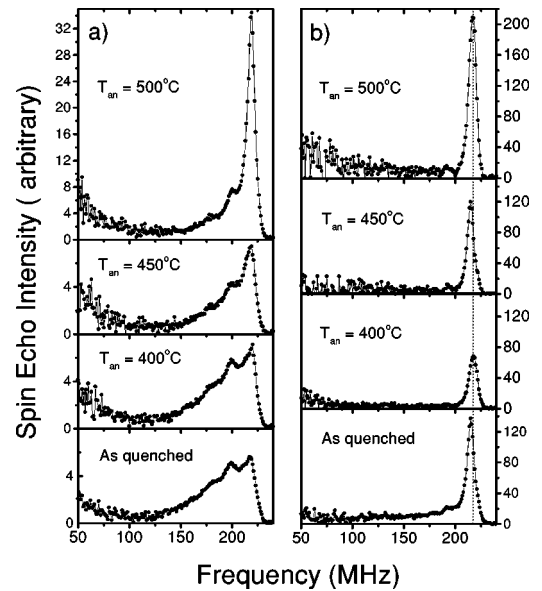 a)
b)
32
28
24
20
16
12
8
4
0
T_an = 500°C
T_an = 500°C
200
160
120
80
40
0
4
0
T_an = 450°C
T_an = 450°C
120
80
40
0
4
0
T_an = 400°C
T_an = 400°C
120
80
40
0
4
0
As quenched
As quenched
120
80
40
0
50 100 150 200
50 100 150 200
Spin Echo Intensity ( arbitrary)
Frequency (MHz)